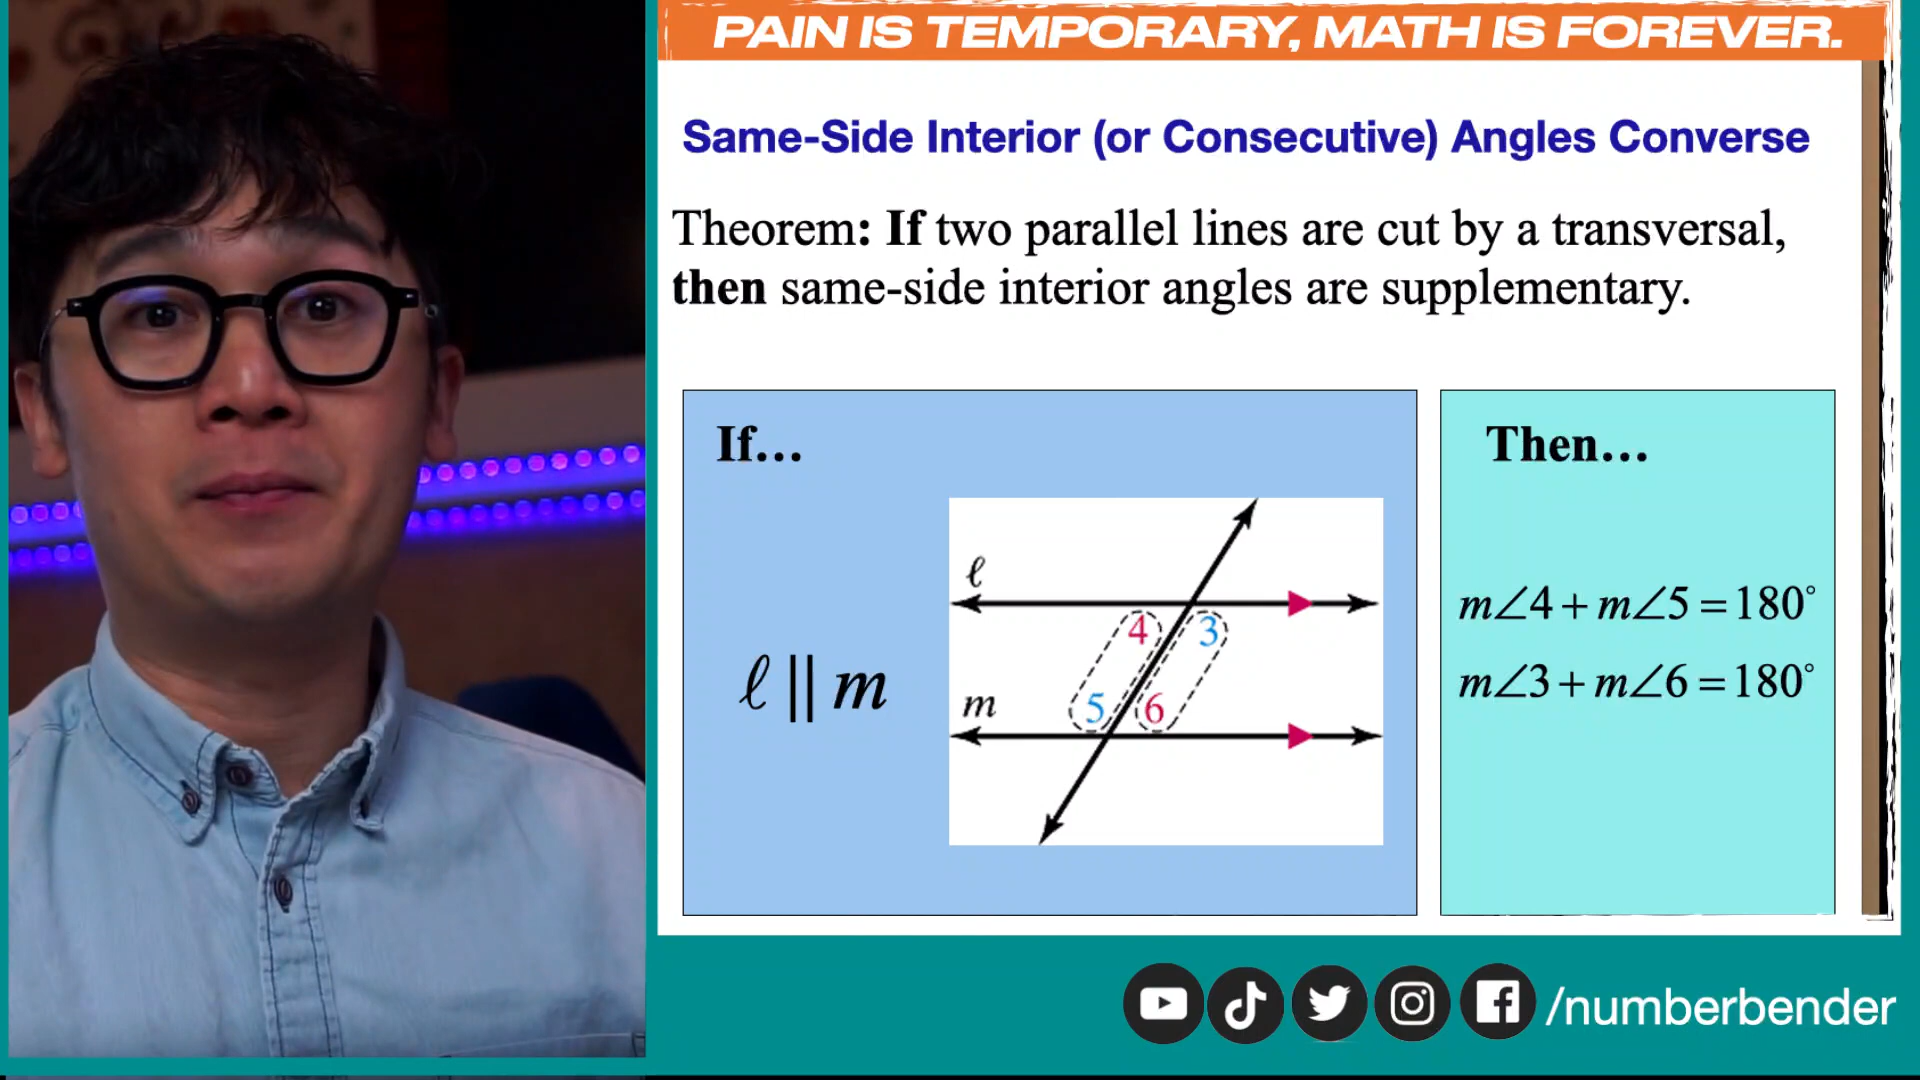 PAIN IS TEMPORARY, MATH IS FOREVER.
Same-Side Interior (or Consecutive) Angles Converse
Theorem: If two parallel lines are cut by a transversal,
then same-side interior angles are supplementary.
If...
Then...
ℓ
4 3
m
5 6
ℓ || m
m∠4 + m∠5 = 180°
m∠3 + m∠6 = 180°
/numberbender